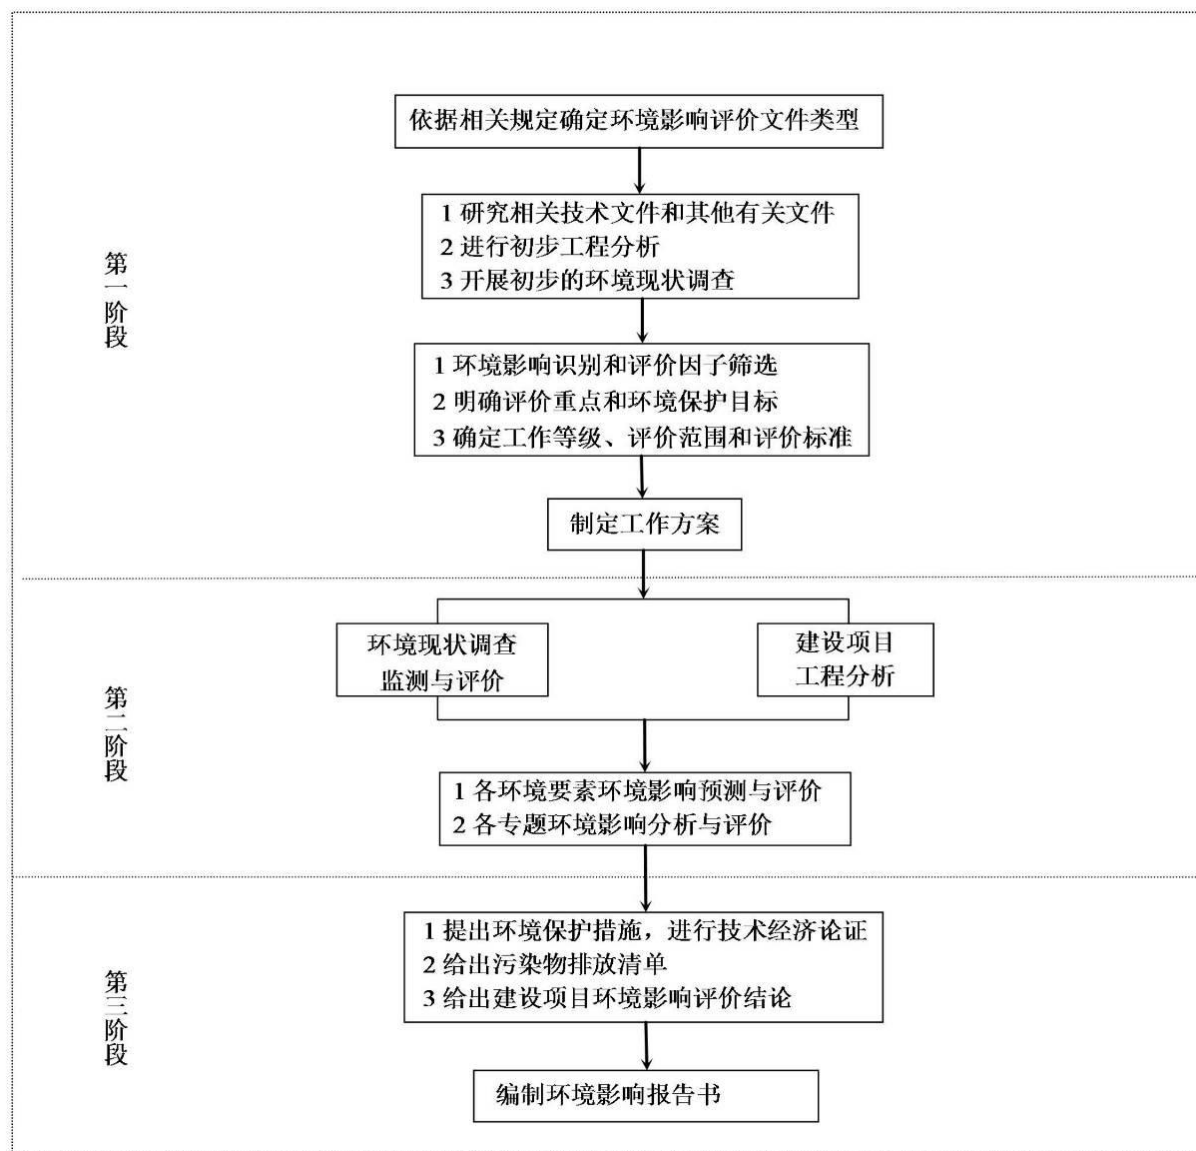 依据相关规定确定环境影响评价文件类型
1 研究相关技术文件和其他有关文件
2 进行初步工程分析
3 开展初步的环境现状调查
第一阶段
1 环境影响识别和评价因子筛选
2 明确评价重点和环境保护目标
3 确定工作等级、评价范围和评价标准
制定工作方案
环境现状调查
监测与评价
建设项目
工程分析
第二阶段
1 各环境要素环境影响预测与评价
2 各专题环境影响分析与评价
1 提出环境保护措施，进行技术经济论证
2 给出污染物排放清单
3 给出建设项目环境影响评价结论
第三阶段
编制环境影响报告书